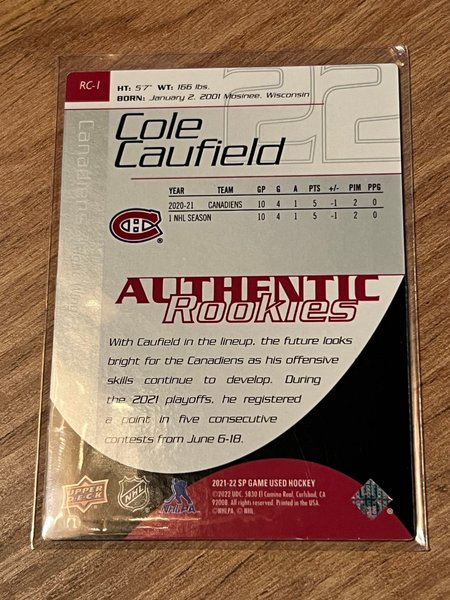 RC-1
HT: 5'7" WT: 166 lbs.
BORN: January 2, 2001 Mosinee, Wisconsin
22
Cole
Caufield
Canadiens
YEAR TEAM GP G A PTS +/- PIM PPG
2020-21 CANADIENS 10 4 1 5 -1 2 0
1 NHL SEASON 10 4 1 5 -1 2 0
AUTHENTIC
Rookies
With Caufield in the lineup, the future looks
bright for the Canadiens as his offensive
skills continue to develop. During
the 2021 playoffs, he registered
a point in five consecutive
contests from June 6-18.
UPPER DECK
NHL
NHLPA
2021-22 SP GAME USED HOCKEY
©2022 UDC. 5830 El Camino Real, Carlsbad, CA
92008. All rights reserved. Printed in the USA.
©NHLPA. © NHL